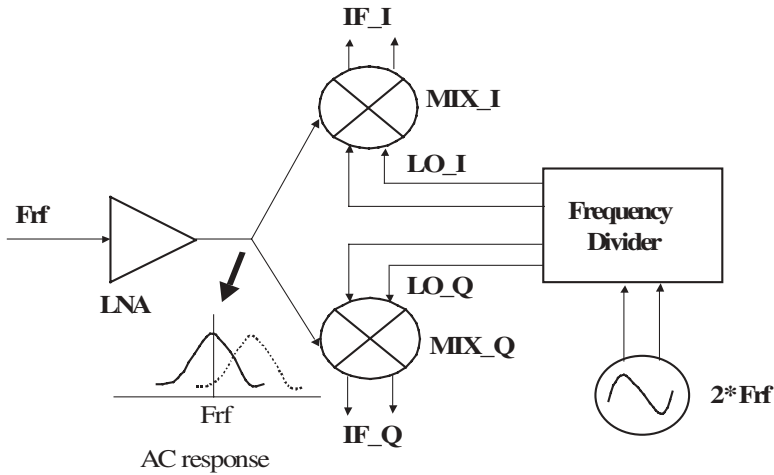 IF_I
MIX_I
LO_I
Frf
Frequency
Divider
LNA
LO_Q
MIX_Q
2*Frf
Frf
IF_Q
AC response